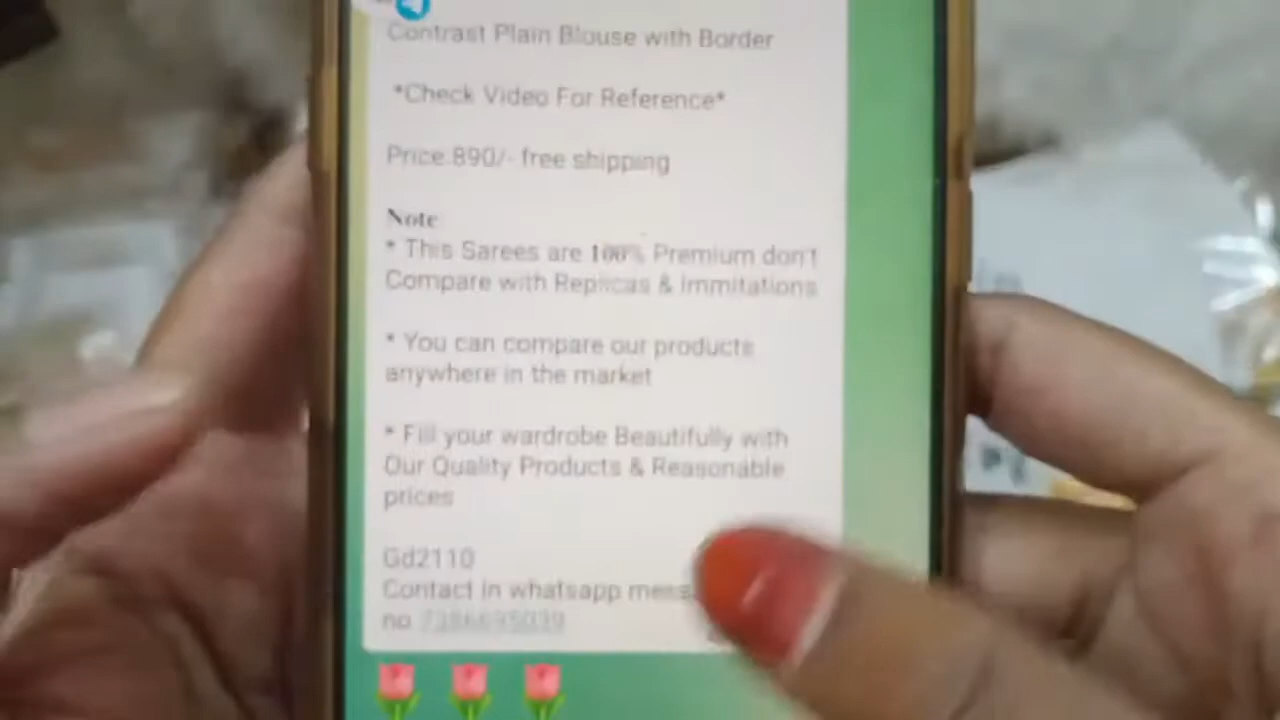 Contrast Plain Blouse with Border
*Check Video For Reference*
Price.890/- free shipping
Note
* This Sarees are 100% Premium don't
Compare with Replicas & Immitations
* You can compare our products
anywhere in the market
* Fill your wardrobe Beautifully with
Our Quality Products & Reasonable
prices
Gd2110
Contact in whatsapp
no